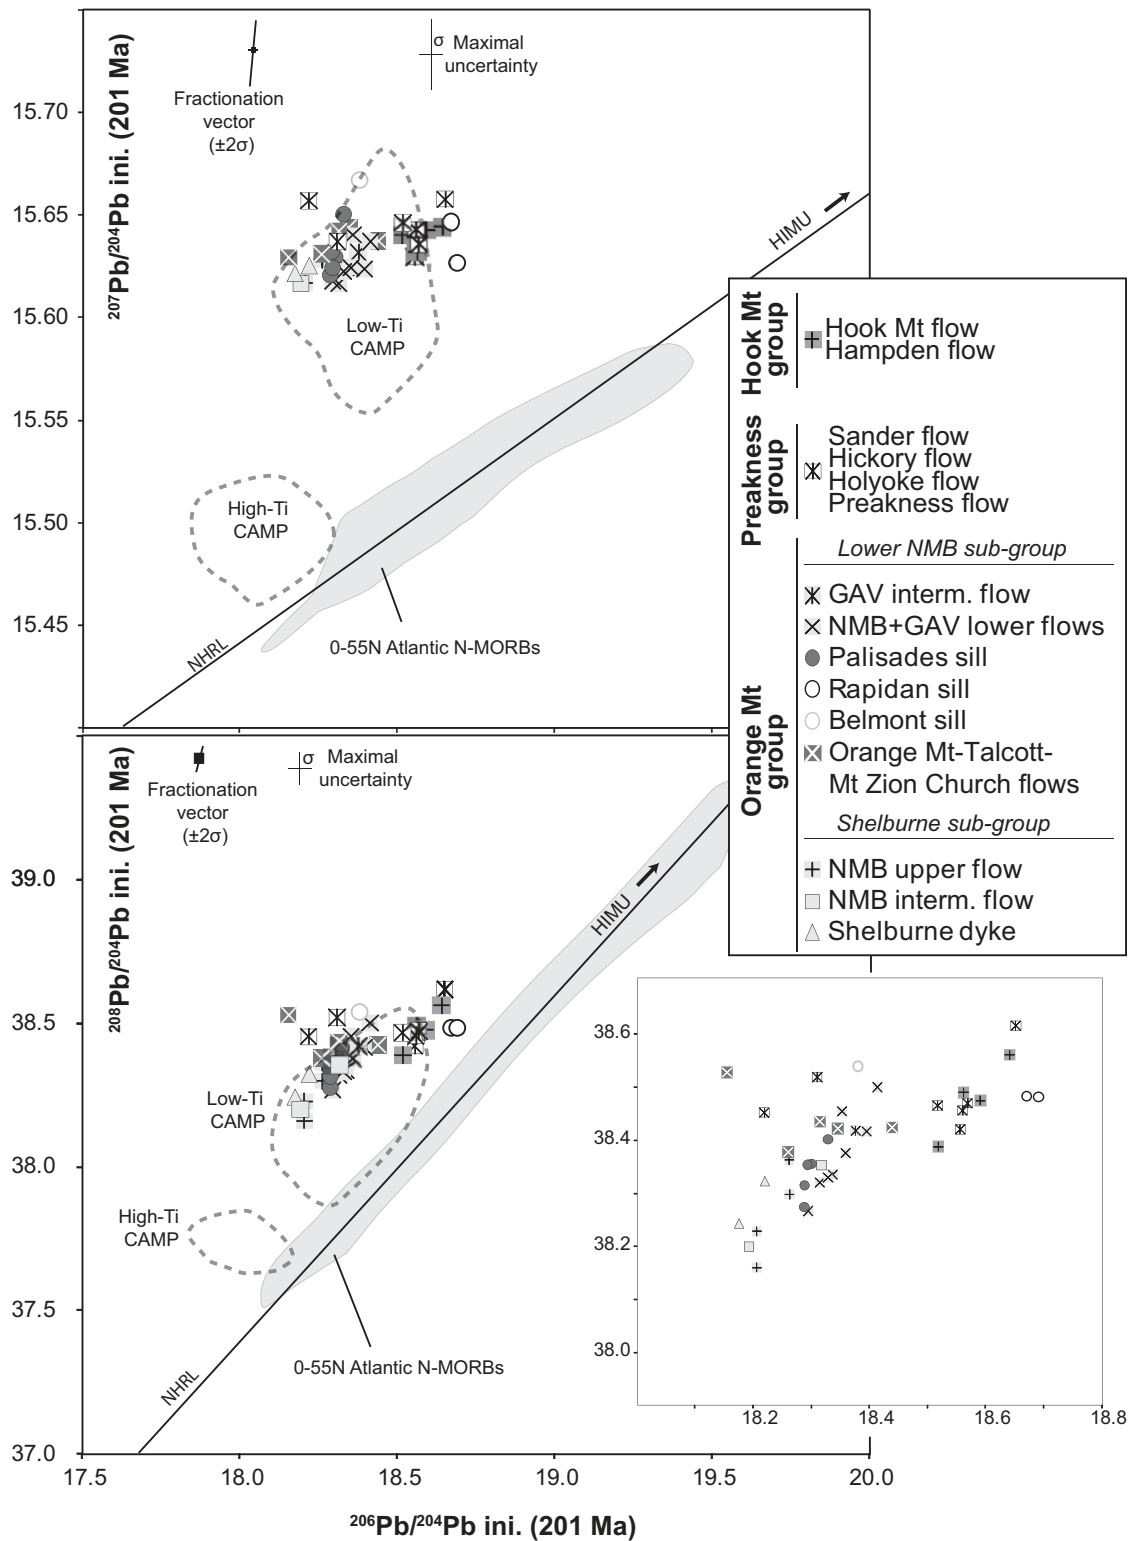 ²⁰⁷Pb/²⁰⁴Pb ini. (201 Ma)
15.70
15.65
15.60
15.55
15.50
15.45
Fractionation
vector
(±2σ)
σ Maximal
uncertainty
HIMU
Low-Ti
CAMP
High-Ti
CAMP
NHRL
0-55N Atlantic N-MORBs
Hook Mt
group
Hook Mt flow
Hampden flow
Preakness
group
Sander flow
Hickory flow
Holyoke flow
Preakness flow
Orange Mt
group
Lower NMB sub-group
GAV interm. flow
NMB+GAV lower flows
Palisades sill
Rapidan sill
Belmont sill
Orange Mt-Talcott-
Mt Zion Church flows
Shelburne sub-group
NMB upper flow
NMB interm. flow
Shelburne dyke
²⁰⁸Pb/²⁰⁴Pb ini. (201 Ma)
39.0
38.5
38.0
37.5
37.0
Fractionation
vector
(±2σ)
σ Maximal
uncertainty
HIMU
Low-Ti
CAMP
High-Ti
CAMP
NHRL
0-55N Atlantic N-MORBs
38.6
38.4
38.2
38.0
18.2 18.4 18.6 18.8
17.5 18.0 18.5 19.0 19.5 20.0
²⁰⁶Pb/²⁰⁴Pb ini. (201 Ma)